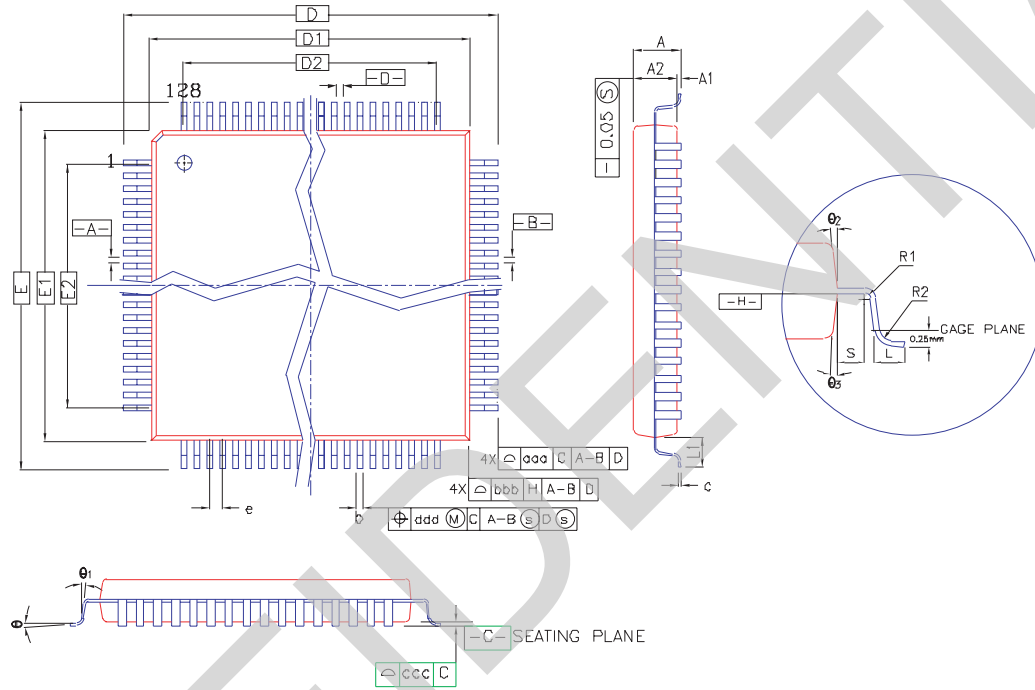 D
D1
D2
-D-
128
1
-A-
-B-
E
E1
E2
e
b
4X aaa C A-B D
4X bbb H A-B D
ddd M C A-B S D S
A
A2
A1
0.05 S
L1
c
θ2
R1
R2
-H-
GAGE PLANE
0.25mm
S
L
θ3
θ1
θ
-C- SEATING PLANE
ccc C